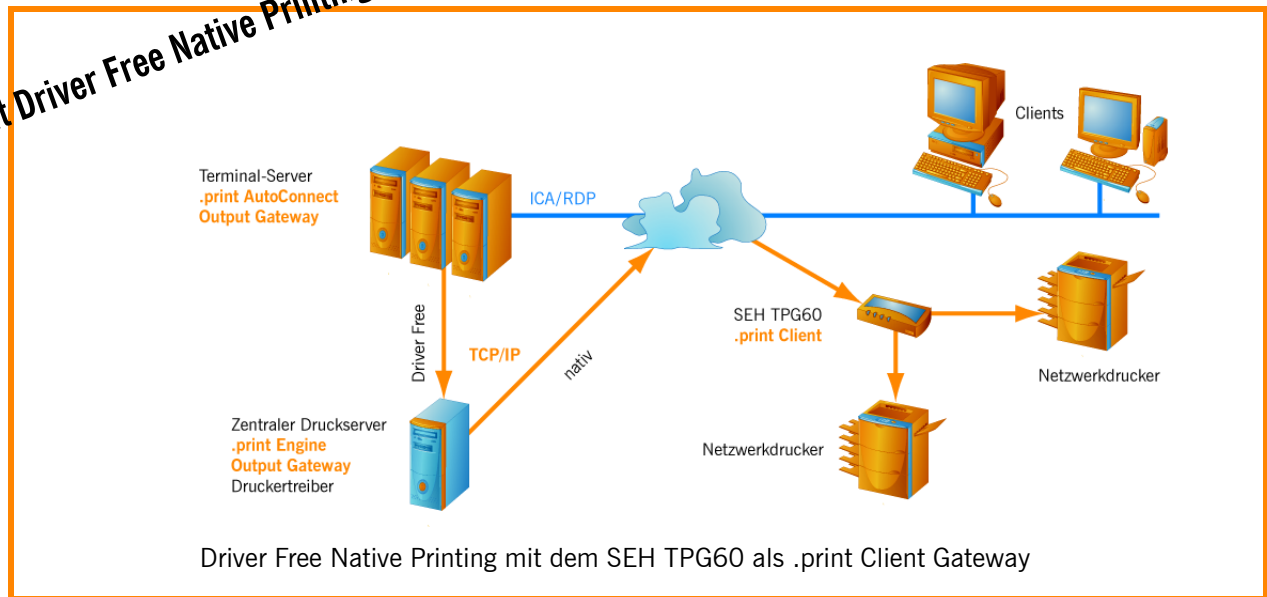 t Driver Free Native Printing
Clients
Terminal-Server
.print AutoConnect
Output Gateway
ICA/RDP
SEH TPG60
.print Client
Driver Free
TCP/IP
nativ
Netzwerkdrucker
Zentraler Druckserver
.print Engine
Output Gateway
Druckertreiber
Netzwerkdrucker
Driver Free Native Printing mit dem SEH TPG60 als .print Client Gateway